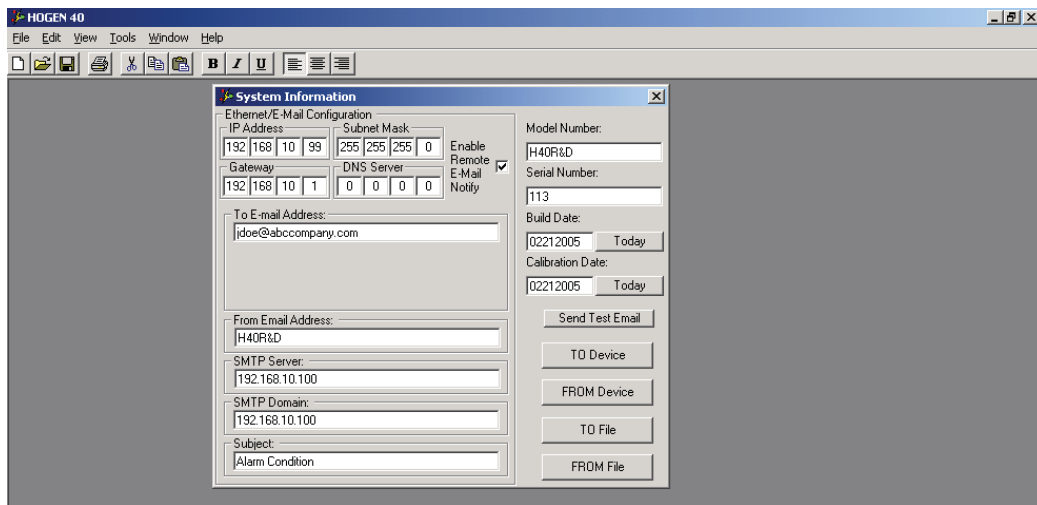 HOGEN 40
File Edit View Tools Window Help
B I U
System Information
Ethernet/E-Mail Configuration
IP Address
192 168 10 99
Subnet Mask
255 255 255 0
Enable
Remote
E-Mail
Notify
Gateway
192 168 10 1
DNS Server
0 0 0 0
To E-mail Address:
jdoe@abccompany.com
From Email Address:
H40R&D
SMTP Server:
192.168.10.100
SMTP Domain:
192.168.10.100
Subject:
Alarm Condition
Model Number:
H40R&D
Serial Number:
113
Build Date:
02212005 Today
Calibration Date:
02212005 Today
Send Test Email
TO Device
FROM Device
TO File
FROM File